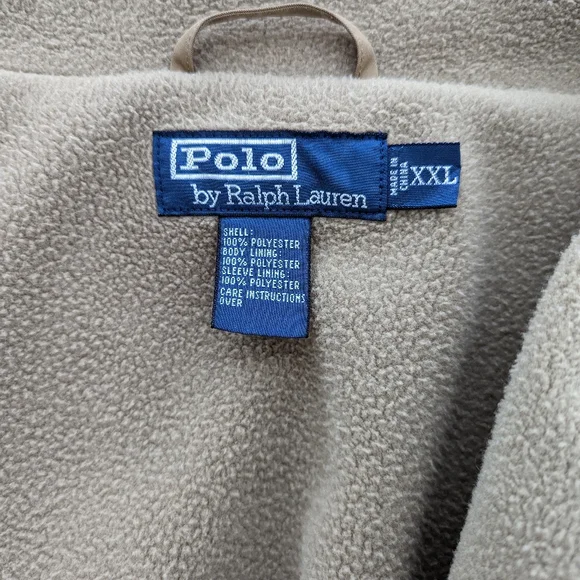 Polo
by Ralph Lauren
MADE IN
CHINA
XXL
SHELL:
100% POLYESTER
BODY LINING:
100% POLYESTER
SLEEVE LINING:
100% POLYESTER
CARE INSTRUCTIONS
OVER